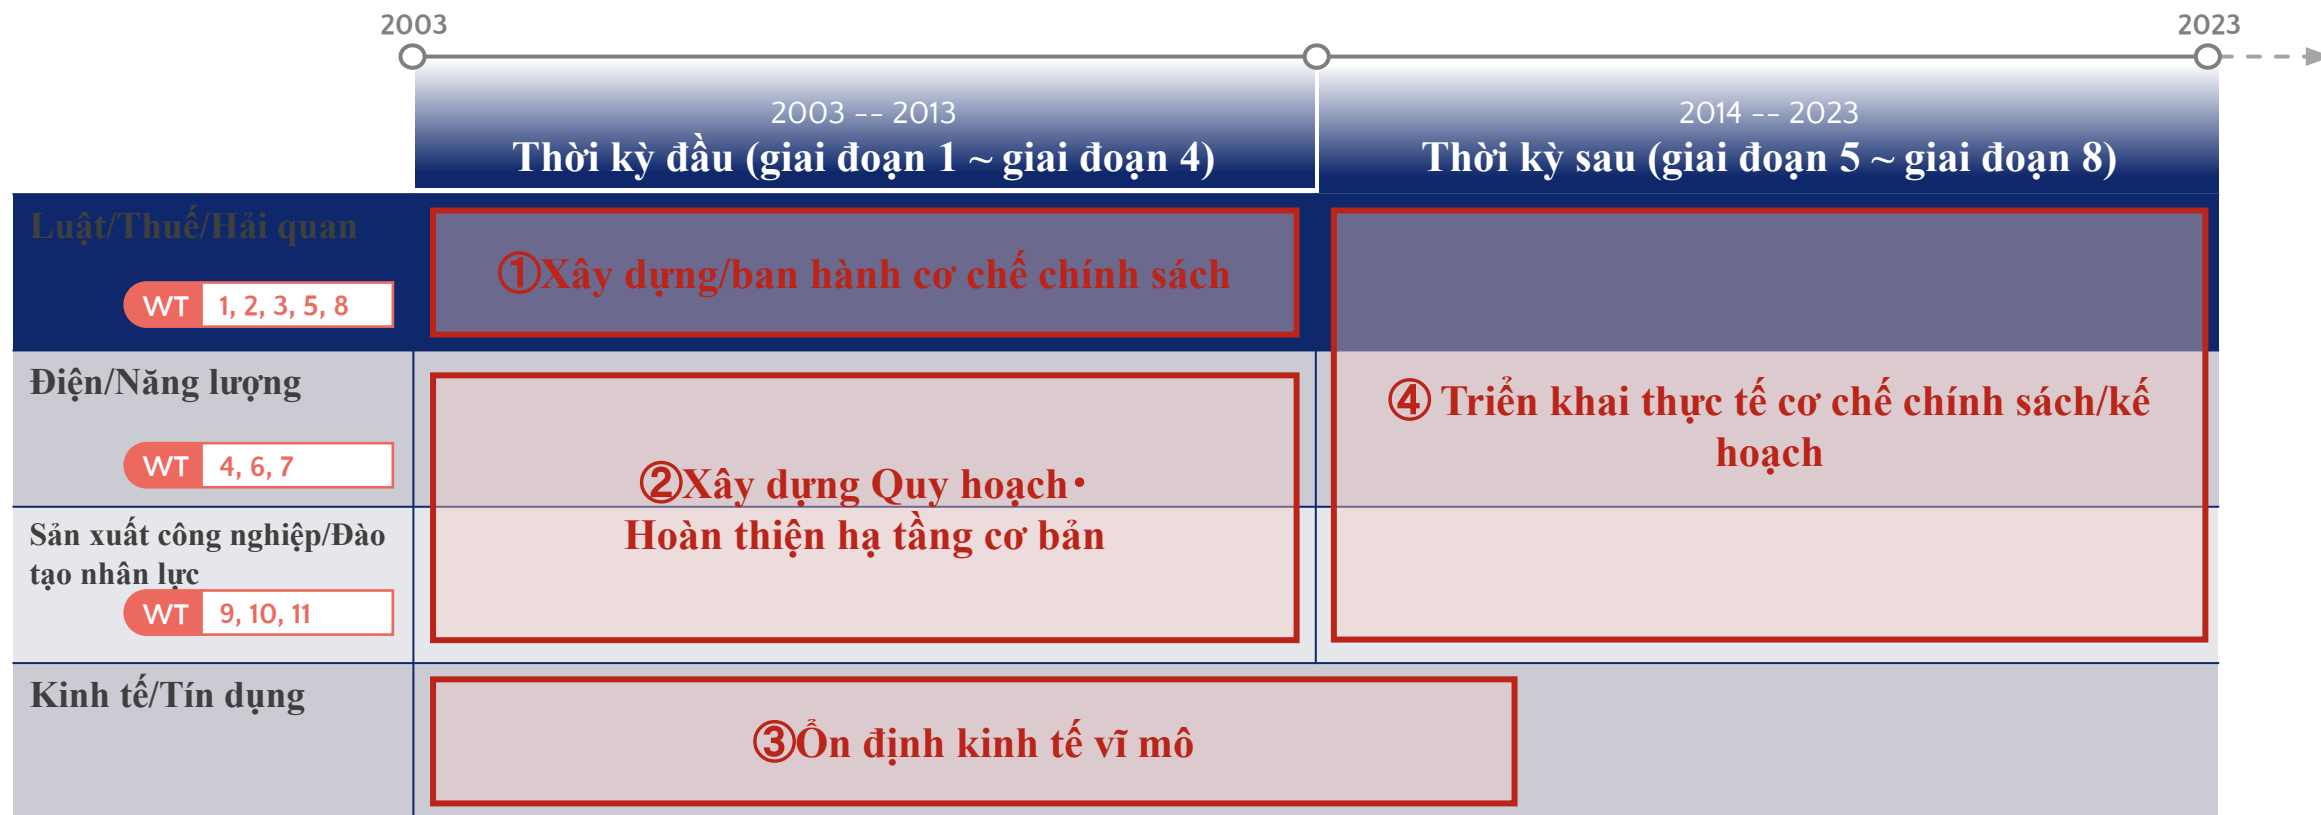 2003
2023
2003 -- 2013
Thời kỳ đầu (giai đoạn 1 ~ giai đoạn 4)
2014 -- 2023
Thời kỳ sau (giai đoạn 5 ~ giai đoạn 8)
Luật/Thuế/Hải quan
WT 1, 2, 3, 5, 8
①Xây dựng/ban hành cơ chế chính sách
Điện/Năng lượng
WT 4, 6, 7
②Xây dựng Quy hoạch・
Hoàn thiện hạ tầng cơ bản
④ Triển khai thực tế cơ chế chính sách/kế
hoạch
Sản xuất công nghiệp/Đào
tạo nhân lực
WT 9, 10, 11
Kinh tế/Tín dụng
③Ổn định kinh tế vĩ mô